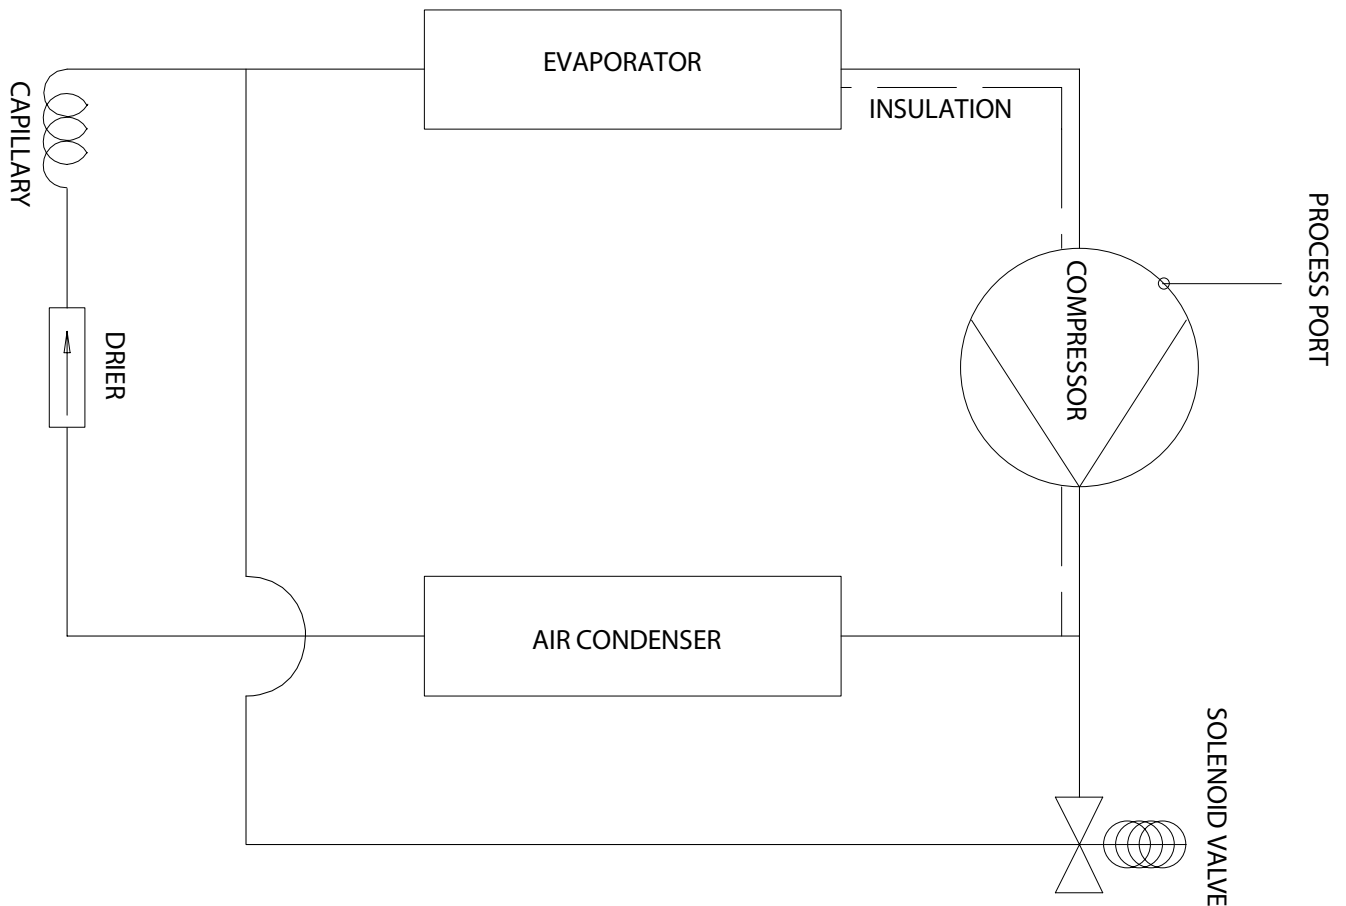 EVAPORATOR
INSULATION
CAPILLARY
PROCESS PORT
COMPRESSOR
DRIER
AIR CONDENSER
SOLENOID VALVE